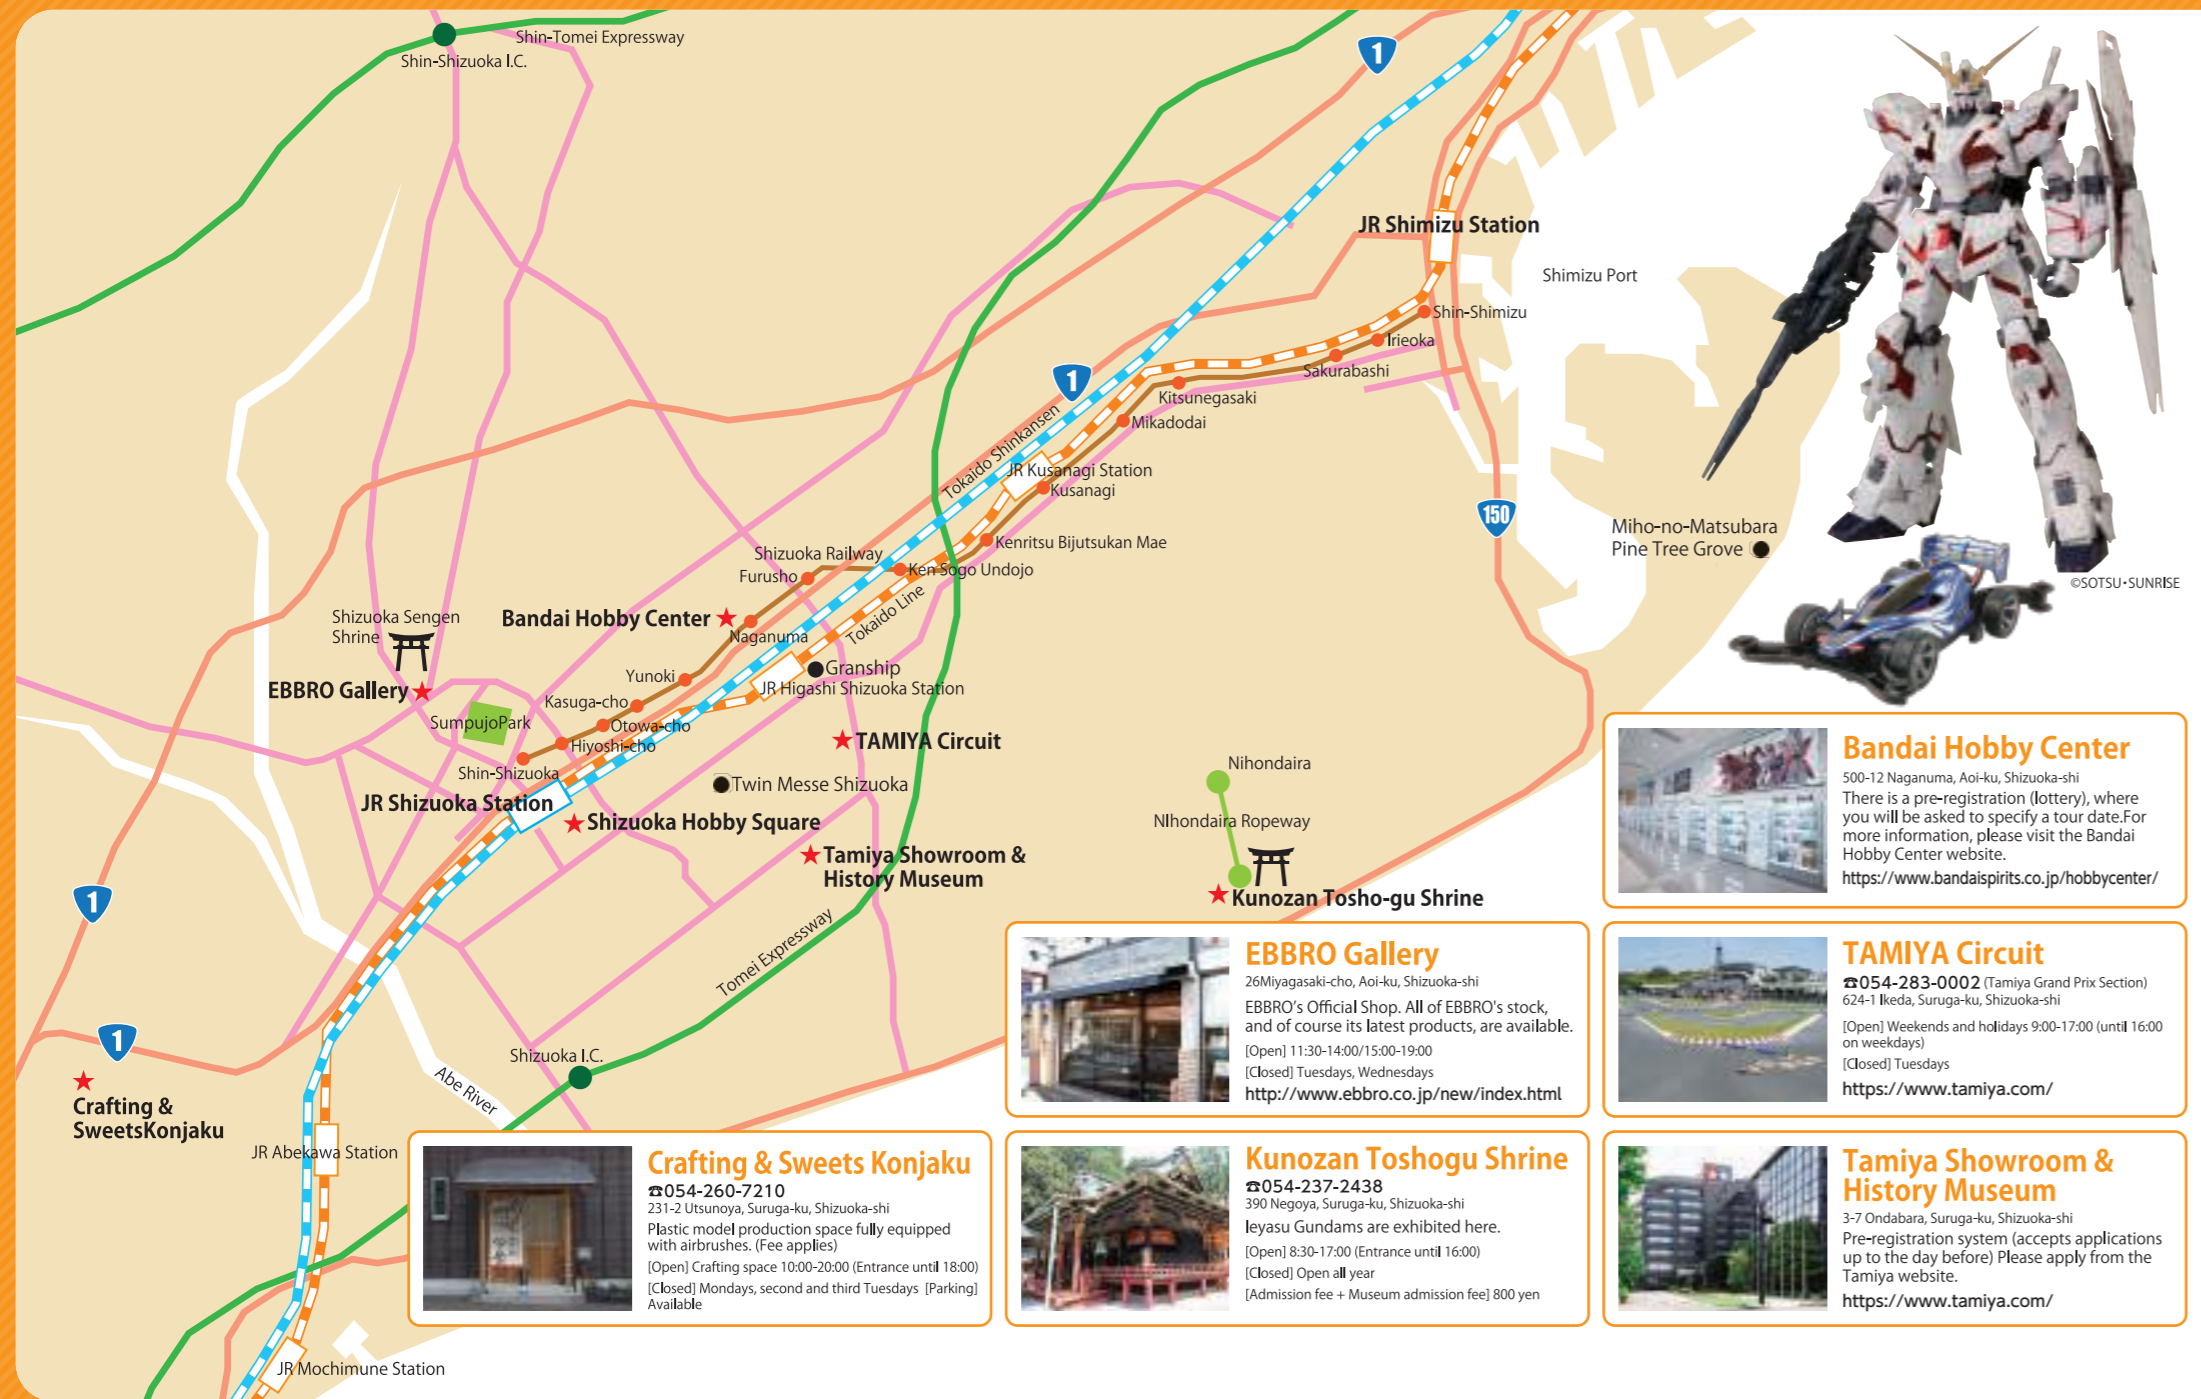 Shin-Tomei Expressway
Shin-Shizuoka I.C.
1
JR Shimizu Station
Shimizu Port
Shin-Shimizu
Irieoka
Sakurabashi
1
Kitsunegasaki
Mikadodai
Tokaido Shinkansen
JR Kusanagi Station
Kusanagi
150
Miho-no-Matsubara
Pine Tree Grove
Kenritsu Bijutsukan Mae
Shizuoka Railway
Furusho
Ken Sogo Undojo
©SOTSU・SUNRISE
Tokaido Line
Shizuoka Sengen
Shrine
Bandai Hobby Center
Naganuma
Granship
JR Higashi Shizuoka Station
Yunoki
EBBRO Gallery
Kasuga-cho
SumpujoPark
Otowa-cho
Hiyoshi-cho
TAMIYA Circuit
Shin-Shizuoka
Twin Messe Shizuoka
Nihondaira
JR Shizuoka Station
Shizuoka Hobby Square
NIhondaira Ropeway
Tamiya Showroom &
History Museum
Kunozan Tosho-gu Shrine
1
Tomei Expressway
1
Shizuoka I.C.
Abe River
Crafting &
SweetsKonjaku
JR Abekawa Station
JR Mochimune Station
Bandai Hobby Center
500-12 Naganuma, Aoi-ku, Shizuoka-shi
There is a pre-registration (lottery), where
you will be asked to specify a tour date.For
more information, please visit the Bandai
Hobby Center website.
https://www.bandaispirits.co.jp/hobbycenter/
EBBRO Gallery
26Miyagasaki-cho, Aoi-ku, Shizuoka-shi
EBBRO’s Official Shop. All of EBBRO's stock,
and of course its latest products, are available.
[Open] 11:30-14:00/15:00-19:00
[Closed] Tuesdays, Wednesdays
http://www.ebbro.co.jp/new/index.html
TAMIYA Circuit
☎054-283-0002 (Tamiya Grand Prix Section)
624-1 Ikeda, Suruga-ku, Shizuoka-shi
[Open] Weekends and holidays 9:00-17:00 (until 16:00
on weekdays)
[Closed] Tuesdays
https://www.tamiya.com/
Crafting & Sweets Konjaku
☎054-260-7210
231-2 Utsunoya, Suruga-ku, Shizuoka-shi
Plastic model production space fully equipped
with airbrushes. (Fee applies)
[Open] Crafting space 10:00-20:00 (Entrance until 18:00)
[Closed] Mondays, second and third Tuesdays [Parking]
Available
Kunozan Toshogu Shrine
☎054-237-2438
390 Negoya, Suruga-ku, Shizuoka-shi
Ieyasu Gundams are exhibited here.
[Open] 8:30-17:00 (Entrance until 16:00)
[Closed] Open all year
[Admission fee + Museum admission fee] 800 yen
Tamiya Showroom &
History Museum
3-7 Ondabara, Suruga-ku, Shizuoka-shi
Pre-registration system (accepts applications
up to the day before) Please apply from the
Tamiya website.
https://www.tamiya.com/